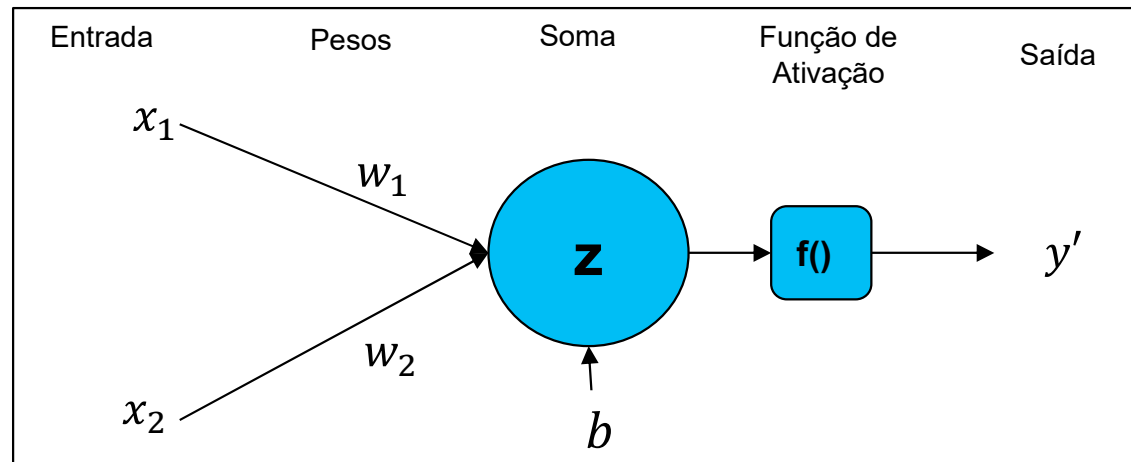 Entrada
Pesos
Soma
Função de
Ativação
Saída
x₁
w₁
z
f()
y′
w₂
x₂
b